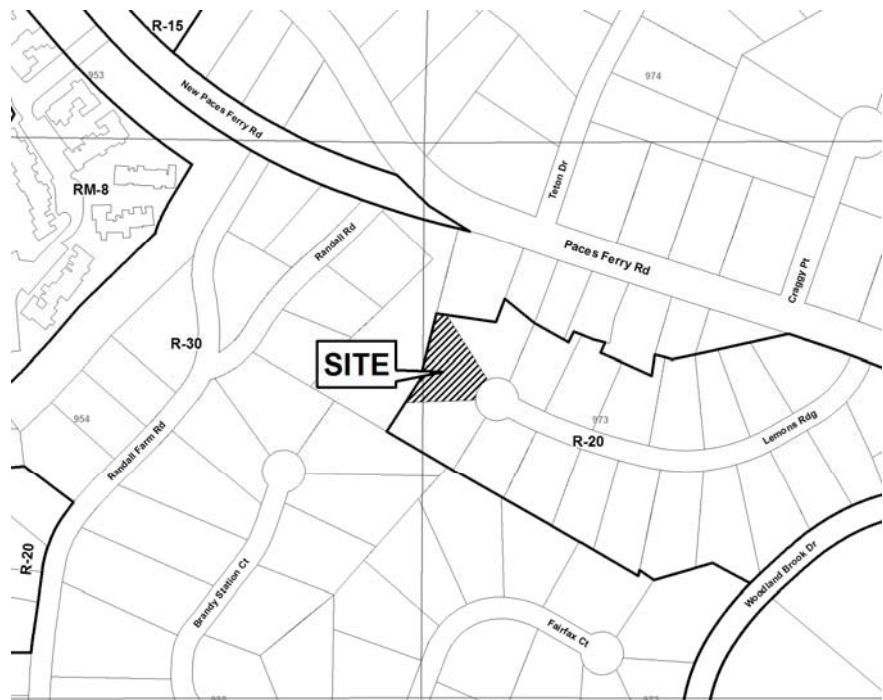 R-15
953
974
New Paces Ferry Rd
RM-8
Teton Dr
Randall Rd
Paces Ferry Rd
Craggy Pt
R-30
SITE
954
973
R-20
Lemons Rdg
Randall Farm Rd
R-20
Woodland Brook Dr
Brandy Station Ct
Fairfax Ct